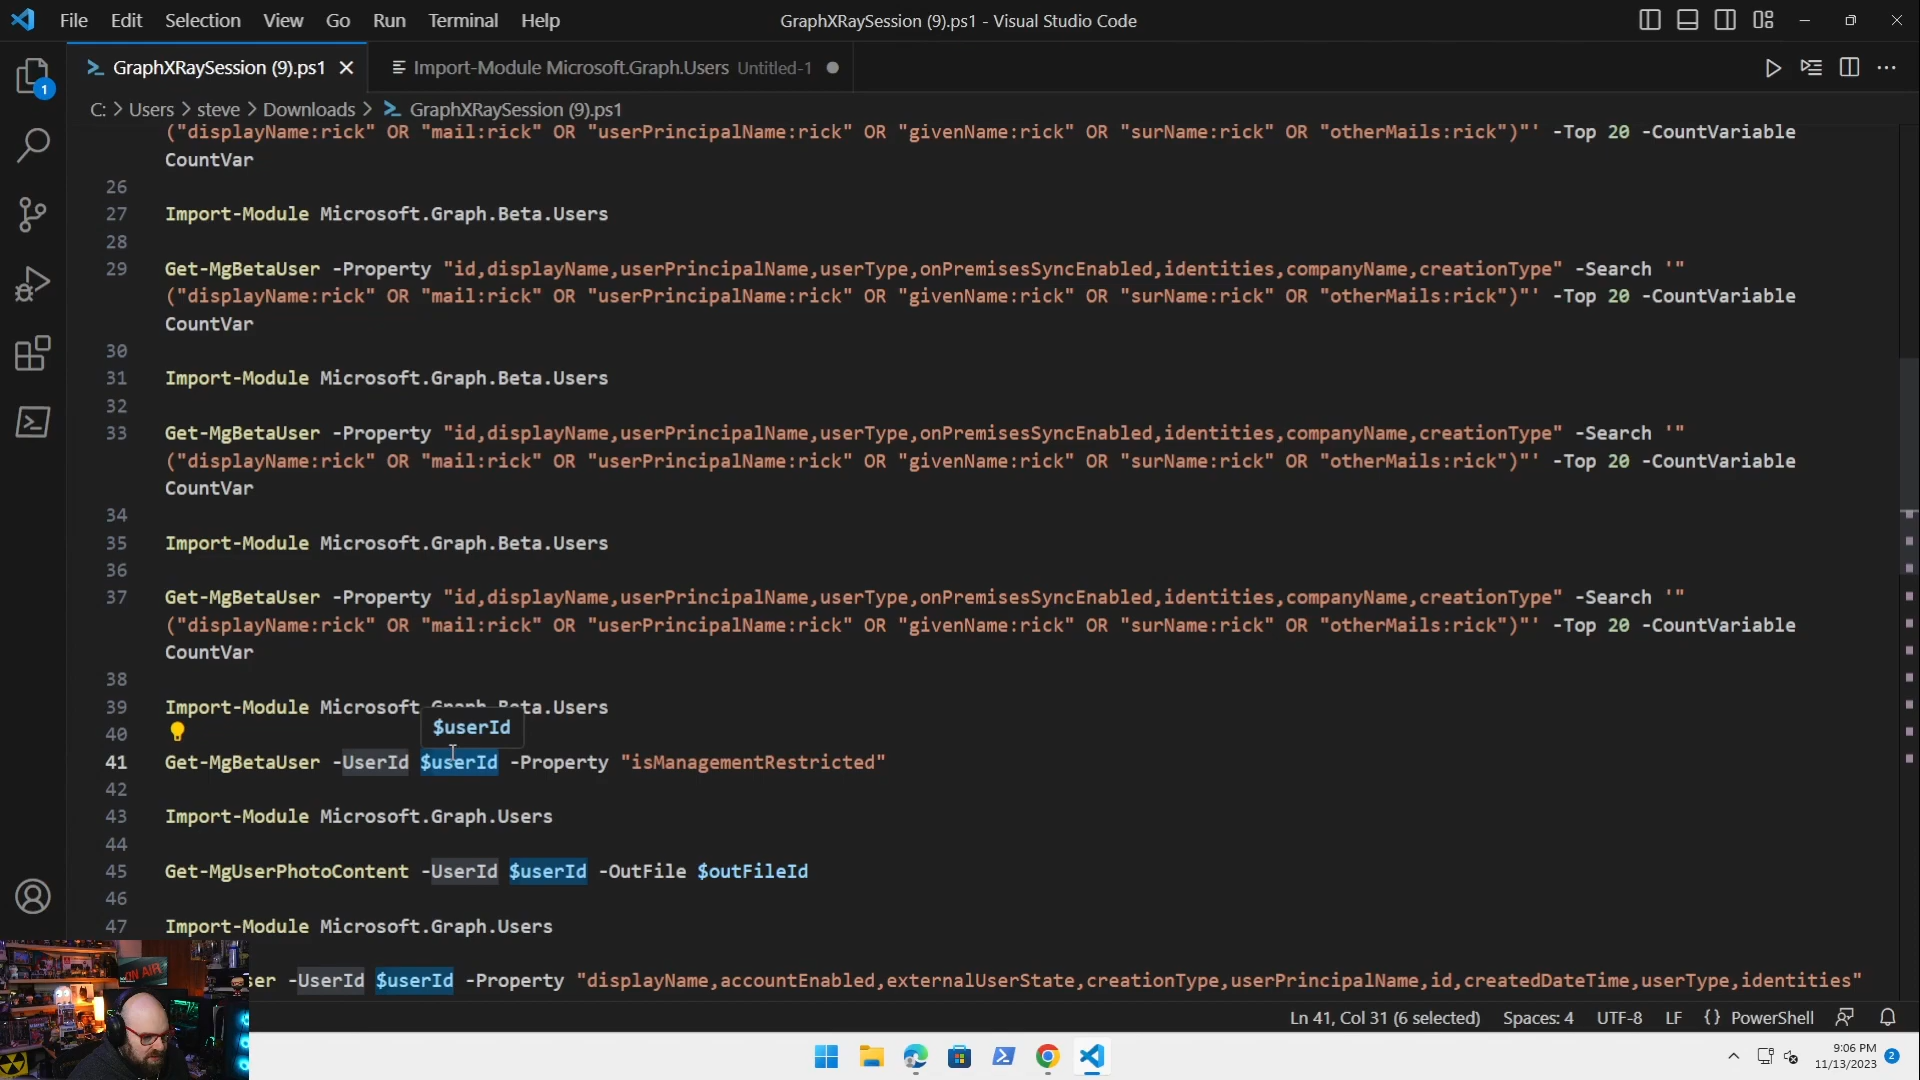 File Edit Selection View Go Run Terminal Help
GraphXRaySession (9).ps1 - Visual Studio Code
GraphXRaySession (9).ps1
Import-Module Microsoft.Graph.Users Untitled-1
1
C: > Users > steve > Downloads > GraphXRaySession (9).ps1
("displayName:rick" OR "mail:rick" OR "userPrincipalName:rick" OR "givenName:rick" OR "surName:rick" OR "otherMails:rick")"' -Top 20 -CountVariable
CountVar
26
27 Import-Module Microsoft.Graph.Beta.Users
28
29 Get-MgBetaUser -Property "id,displayName,userPrincipalName,userType,onPremisesSyncEnabled,identities,companyName,creationType" -Search '"
("displayName:rick" OR "mail:rick" OR "userPrincipalName:rick" OR "givenName:rick" OR "surName:rick" OR "otherMails:rick")"' -Top 20 -CountVariable
CountVar
30
31 Import-Module Microsoft.Graph.Beta.Users
32
33 Get-MgBetaUser -Property "id,displayName,userPrincipalName,userType,onPremisesSyncEnabled,identities,companyName,creationType" -Search '"
("displayName:rick" OR "mail:rick" OR "userPrincipalName:rick" OR "givenName:rick" OR "surName:rick" OR "otherMails:rick")"' -Top 20 -CountVariable
CountVar
34
35 Import-Module Microsoft.Graph.Beta.Users
36
37 Get-MgBetaUser -Property "id,displayName,userPrincipalName,userType,onPremisesSyncEnabled,identities,companyName,creationType" -Search '"
("displayName:rick" OR "mail:rick" OR "userPrincipalName:rick" OR "givenName:rick" OR "surName:rick" OR "otherMails:rick")"' -Top 20 -CountVariable
CountVar
38
39 Import-Module Microsoft.Graph.Beta.Users
$userId
40
41 Get-MgBetaUser -UserId $userId -Property "isManagementRestricted"
42
43 Import-Module Microsoft.Graph.Users
44
45 Get-MgUserPhotoContent -UserId $userId -OutFile $outFileId
46
47 Import-Module Microsoft.Graph.Users
ser -UserId $userId -Property "displayName,accountEnabled,externalUserState,creationType,userPrincipalName,id,createdDateTime,userType,identities"
ON AIR
Ln 41, Col 31 (6 selected) Spaces: 4 UTF-8 LF {} PowerShell
9:06 PM
11/13/2023
2